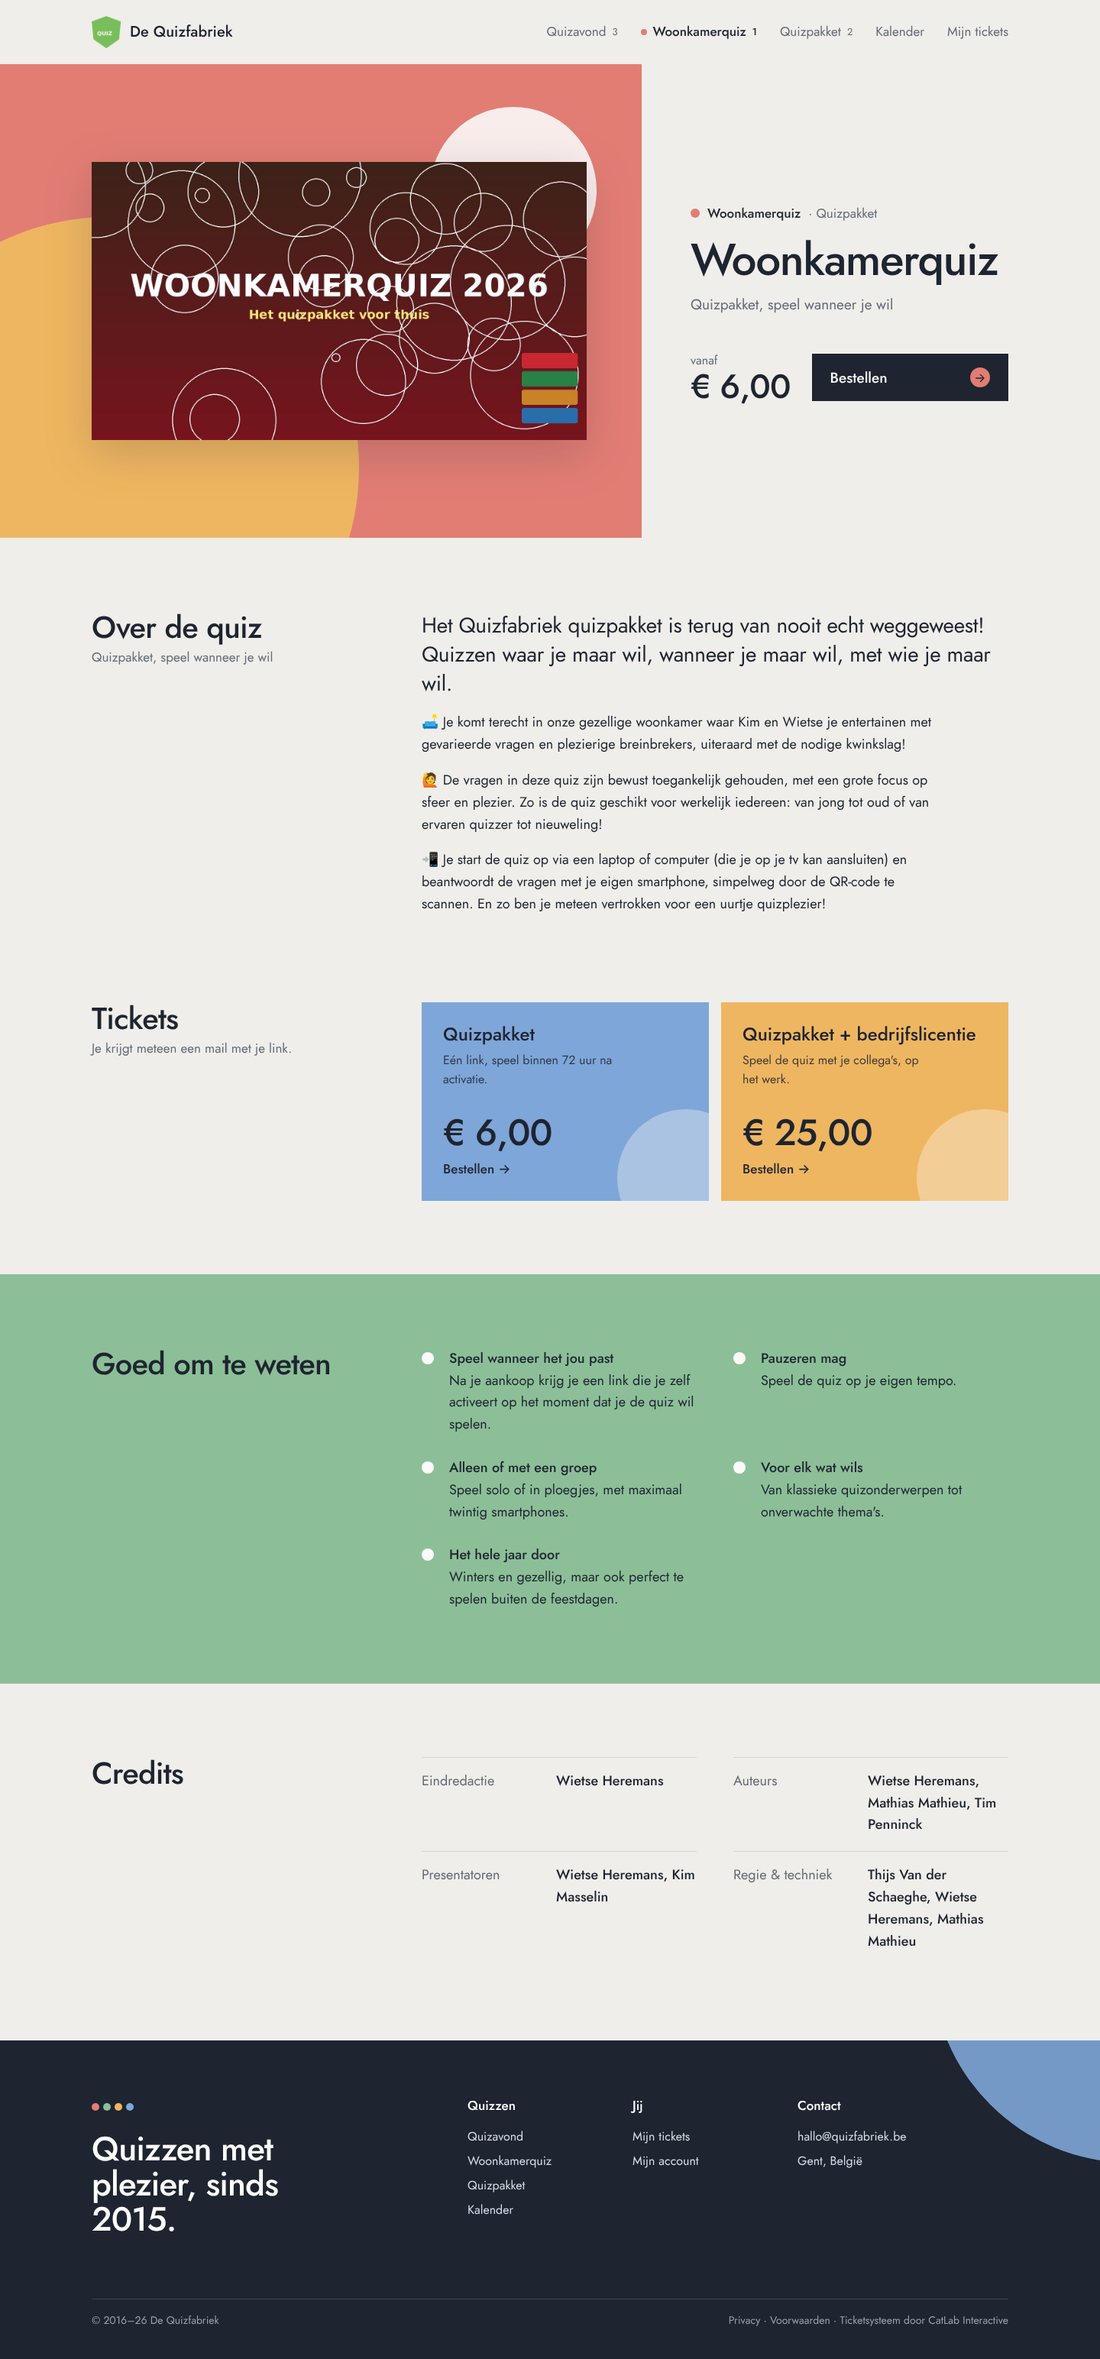 QUIZ
De Quizfabriek
Quizavond 3
Woonkamerquiz 1
Quizpakket 2
Kalender
Mijn tickets
WOONKAMERQUIZ 2026
Het quizpakket voor thuis
Woonkamerquiz · Quizpakket
Woonkamerquiz
Quizpakket, speel wanneer je wil
vanaf
€ 6,00
Bestellen →
Over de quiz
Quizpakket, speel wanneer je wil
Het Quizfabriek quizpakket is terug van nooit echt weggeweest!
Quizzen waar je maar wil, wanneer je maar wil, met wie je maar
wil.
🛋️ Je komt terecht in onze gezellige woonkamer waar Kim en Wietse je entertainen met
gevarieerde vragen en plezierige breinbrekers, uiteraard met de nodige kwinkslag!
🙋 De vragen in deze quiz zijn bewust toegankelijk gehouden, met een grote focus op
sfeer en plezier. Zo is de quiz geschikt voor werkelijk iedereen: van jong tot oud of van
ervaren quizzer tot nieuweling!
📲 Je start de quiz op via een laptop of computer (die je op je tv kan aansluiten) en
beantwoordt de vragen met je eigen smartphone, simpelweg door de QR-code te
scannen. En zo ben je meteen vertrokken voor een uurtje quizplezier!
Tickets
Je krijgt meteen een mail met je link.
Quizpakket
Eén link, speel binnen 72 uur na
activatie.
€ 6,00
Bestellen →
Quizpakket + bedrijfslicentie
Speel de quiz met je collega's, op
het werk.
€ 25,00
Bestellen →
Goed om te weten
Speel wanneer het jou past
Na je aankoop krijg je een link die je zelf
activeert op het moment dat je de quiz wil
spelen.
Pauzeren mag
Speel de quiz op je eigen tempo.
Alleen of met een groep
Speel solo of in ploegjes, met maximaal
twintig smartphones.
Voor elk wat wils
Van klassieke quizonderwerpen tot
onverwachte thema's.
Het hele jaar door
Winters en gezellig, maar ook perfect te
spelen buiten de feestdagen.
Credits
Eindredactie
Wietse Heremans
Auteurs
Wietse Heremans,
Mathias Mathieu, Tim
Penninck
Presentatoren
Wietse Heremans, Kim
Masselin
Regie & techniek
Thijs Van der
Schaeghe, Wietse
Heremans, Mathias
Mathieu
Quizzen met
plezier, sinds
2015.
Quizzen
Quizavond
Woonkamerquiz
Quizpakket
Kalender
Jij
Mijn tickets
Mijn account
Contact
hallo@quizfabriek.be
Gent, België
© 2016–26 De Quizfabriek
Privacy · Voorwaarden · Ticketsysteem door CatLab Interactive